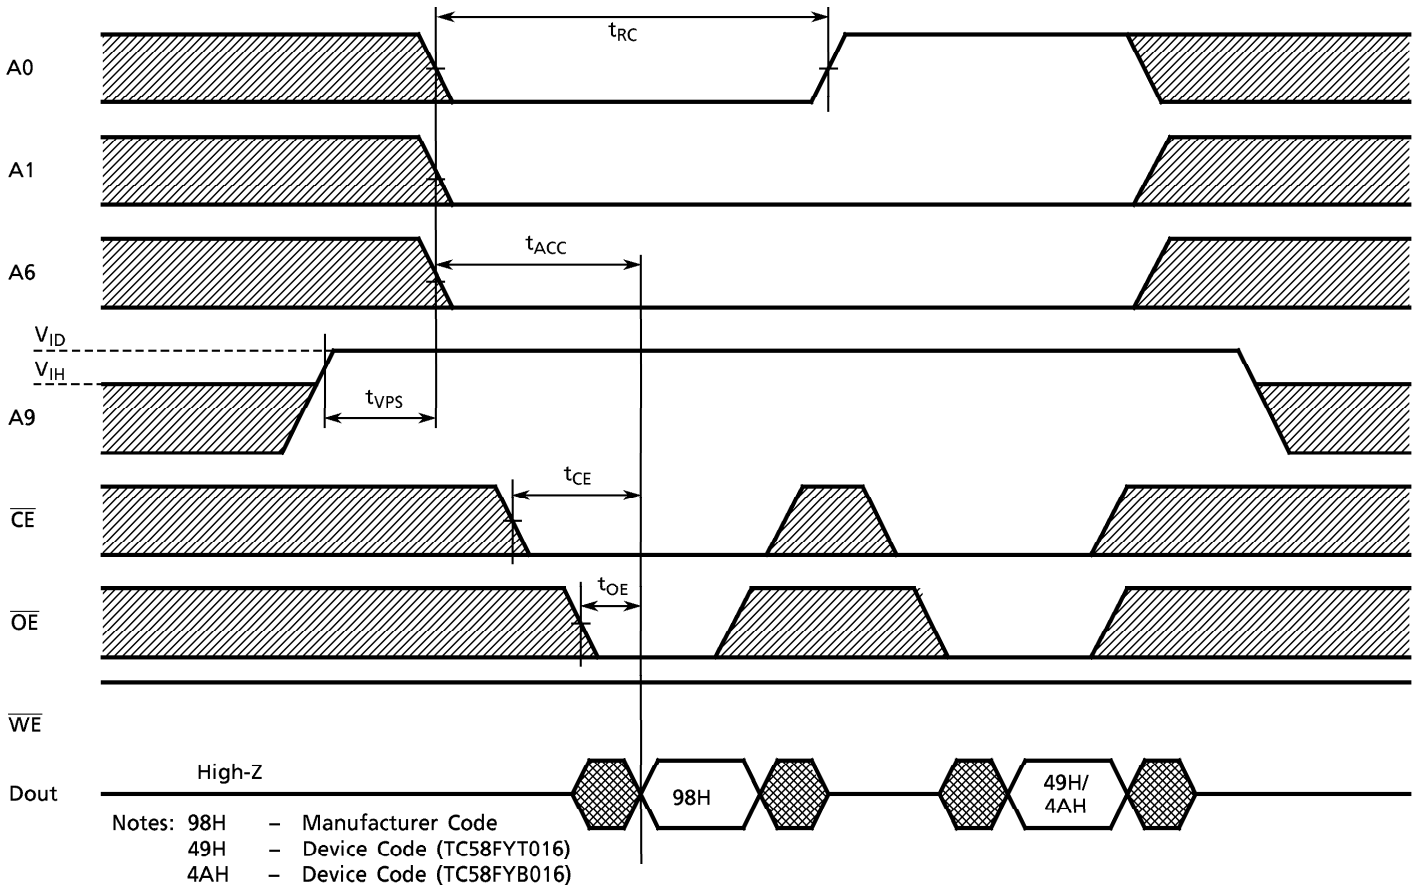 tRC
A0
A1
tACC
A6
VID
VIH
tVPS
A9
tCE
CE
tOE
OE
WE
High-Z
Dout
98H
49H/
4AH
Notes: 98H – Manufacturer Code
49H – Device Code (TC58FYT016)
4AH – Device Code (TC58FYB016)